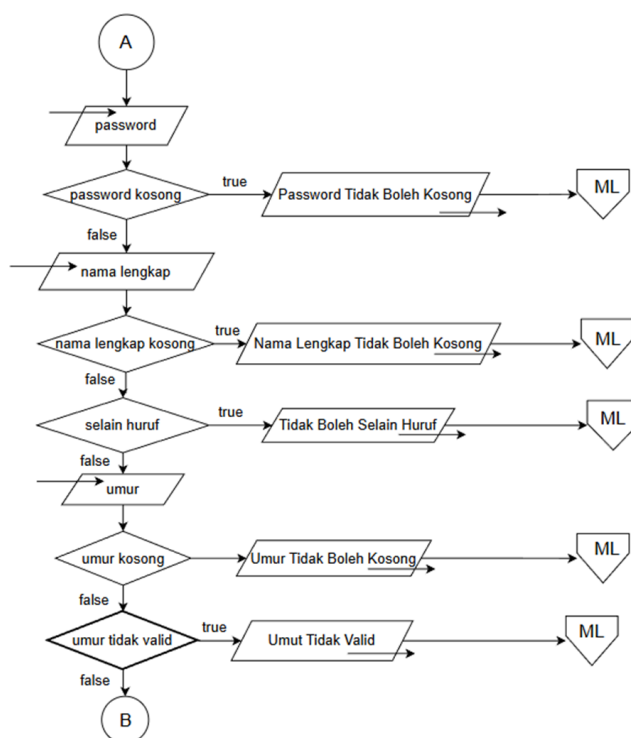 A
password
password kosong
true
Password Tidak Boleh Kosong
ML
false
nama lengkap
nama lengkap kosong
true
Nama Lengkap Tidak Boleh Kosong
ML
false
selain huruf
true
Tidak Boleh Selain Huruf
ML
false
umur
umur kosong
Umur Tidak Boleh Kosong
ML
false
umur tidak valid
true
Umut Tidak Valid
ML
false
B